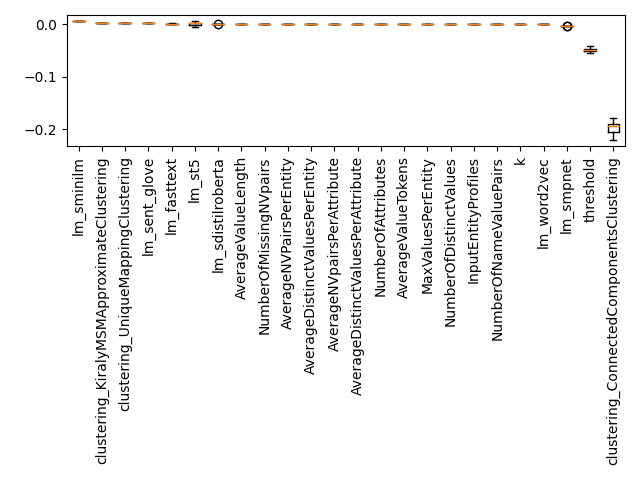 0.0
−0.1
−0.2
lm_sminilm
clustering_KiralyMSMApproximateClustering
clustering_UniqueMappingClustering
lm_sent_glove
lm_fasttext
lm_st5
lm_sdistilroberta
AverageValueLength
NumberOfMissingNVpairs
AverageNVPairsPerEntity
AverageDistinctValuesPerEntity
AverageNVpairsPerAttribute
AverageDistinctValuesPerAttribute
NumberOfAttributes
AverageValueTokens
MaxValuesPerEntity
NumberOfDistinctValues
InputEntityProfiles
NumberOfNameValuePairs
k
lm_word2vec
lm_smpnet
threshold
clustering_ConnectedComponentsClustering